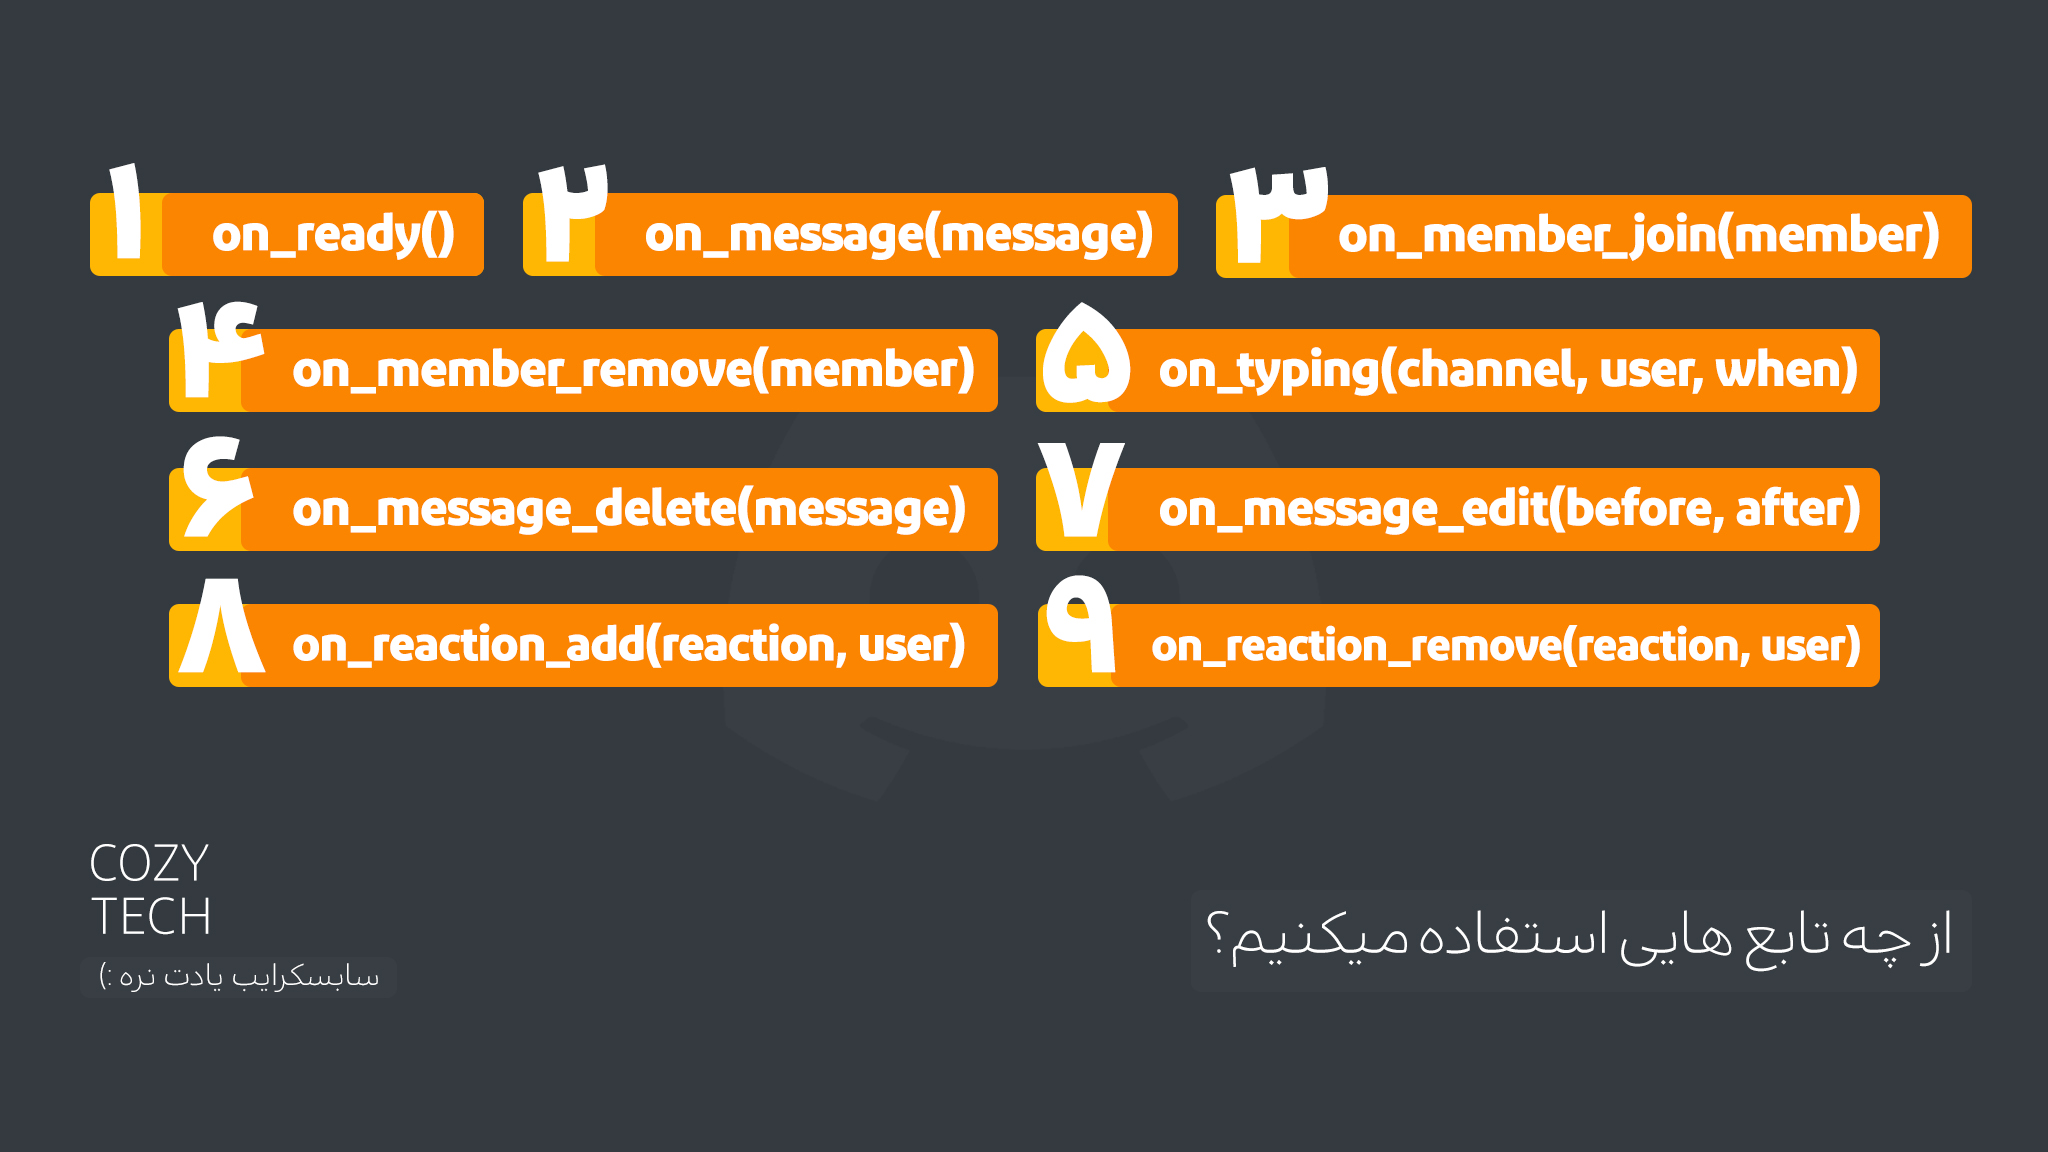 ۱ on_ready()
۲ on_message(message)
۳ on_member_join(member)
۴ on_member_remove(member)
۵ on_typing(channel, user, when)
۶ on_message_delete(message)
۷ on_message_edit(before, after)
۸ on_reaction_add(reaction, user)
۹ on_reaction_remove(reaction, user)
از چه تابع هایی استفاده میکنیم؟
COZY
TECH
سابسکرایب یادت نره :)